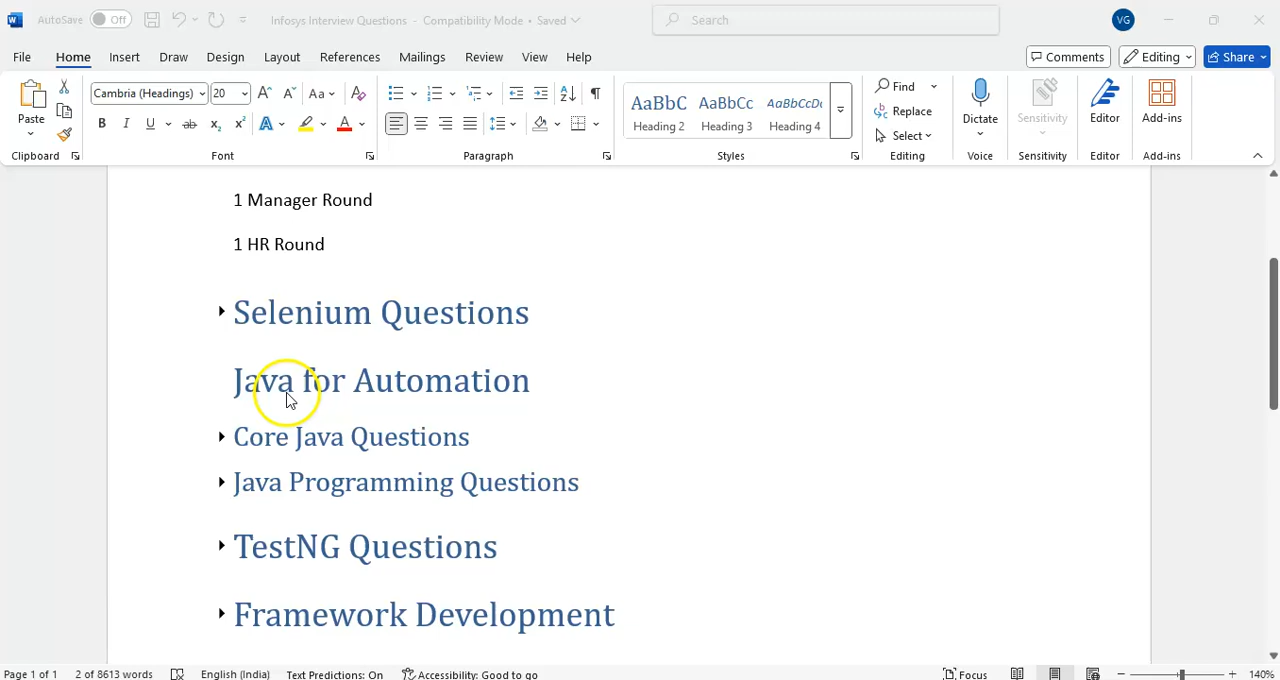 AutoSave Off Infosys Interview Questions - Compatibility Mode • Saved Search VG
File Home Insert Draw Design Layout References Mailings Review View Help Comments Editing Share
Paste Cambria (Headings) 20 A A Aa A AaBbC AaBbCc AaBbCcDc Find Replace Select Dictate Sensitivity Editor Add-ins
B I U ab x₂ x² A A Heading 2 Heading 3 Heading 4
Clipboard Font Paragraph Styles Editing Voice Sensitivity Editor Add-ins
1 Manager Round
1 HR Round
Selenium Questions
Java for Automation
Core Java Questions
Java Programming Questions
TestNG Questions
Framework Development
Page 1 of 1 2 of 8613 words English (India) Text Predictions: On Accessibility: Good to go Focus 140%